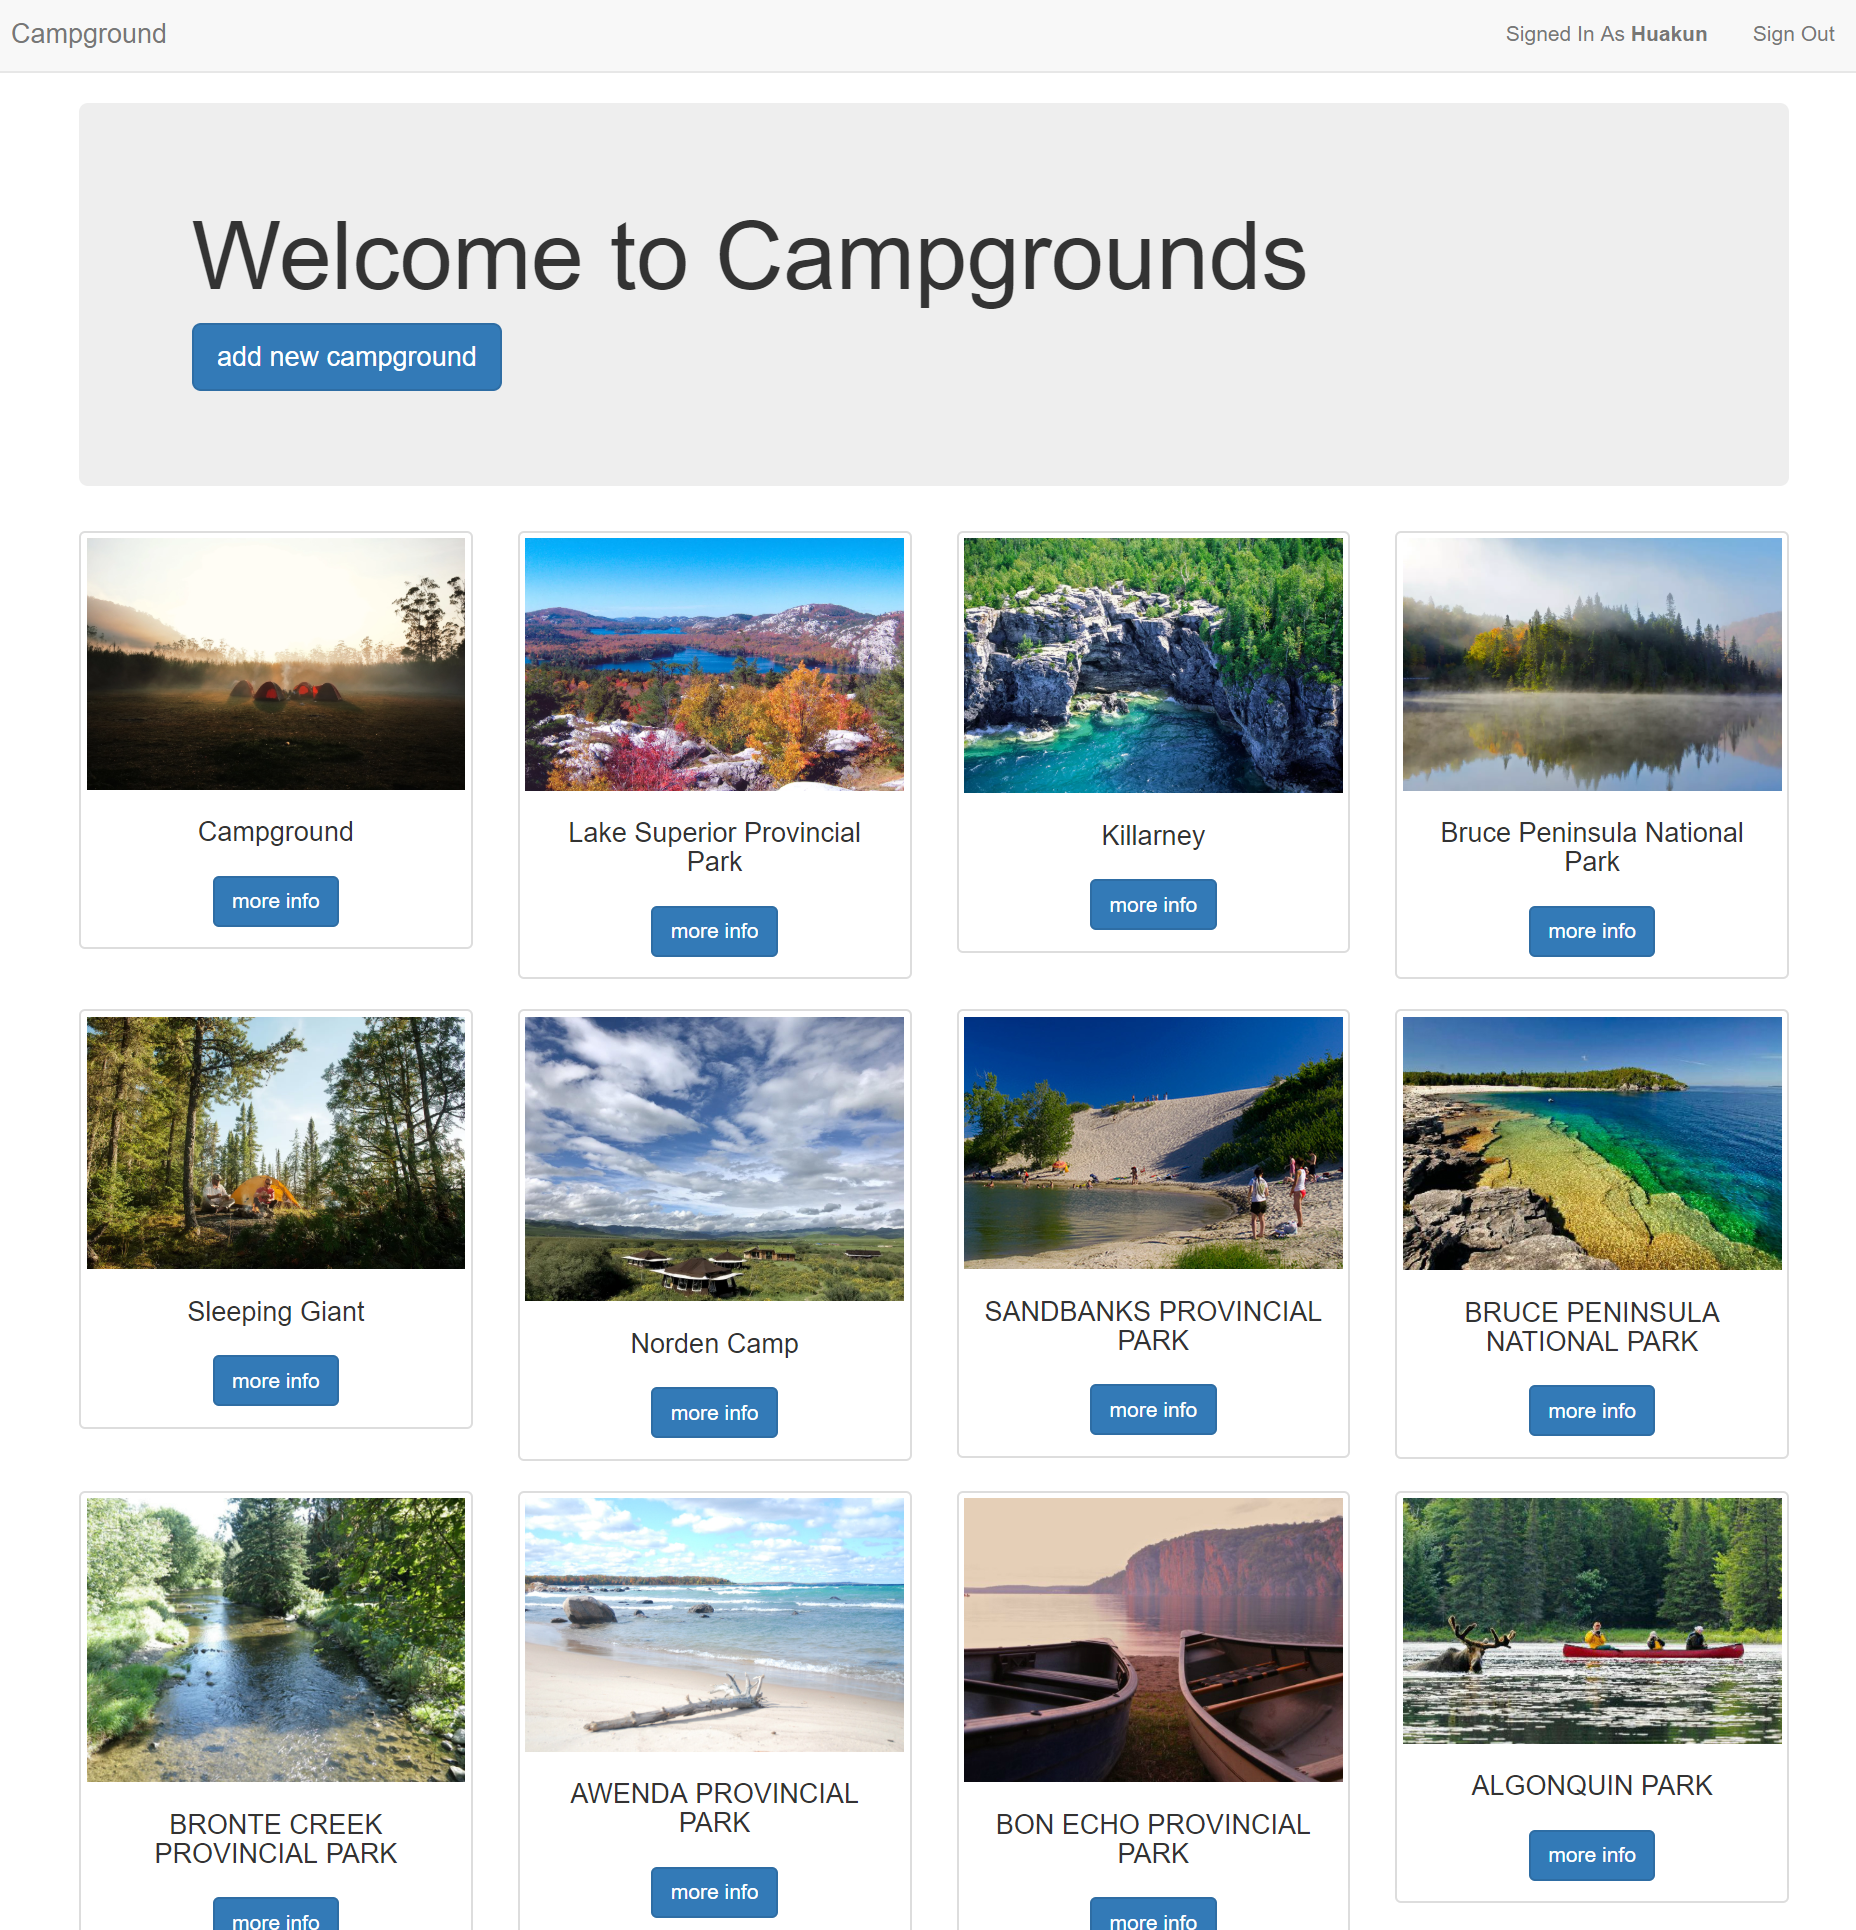 Campground
Signed In As Huakun
Sign Out
Welcome to Campgrounds
add new campground
Campground
more info
Lake Superior Provincial
Park
more info
Killarney
more info
Bruce Peninsula National
Park
more info
Sleeping Giant
more info
Norden Camp
more info
SANDBANKS PROVINCIAL
PARK
more info
BRUCE PENINSULA
NATIONAL PARK
more info
BRONTE CREEK
PROVINCIAL PARK
more info
AWENDA PROVINCIAL
PARK
more info
BON ECHO PROVINCIAL
PARK
more info
ALGONQUIN PARK
more info